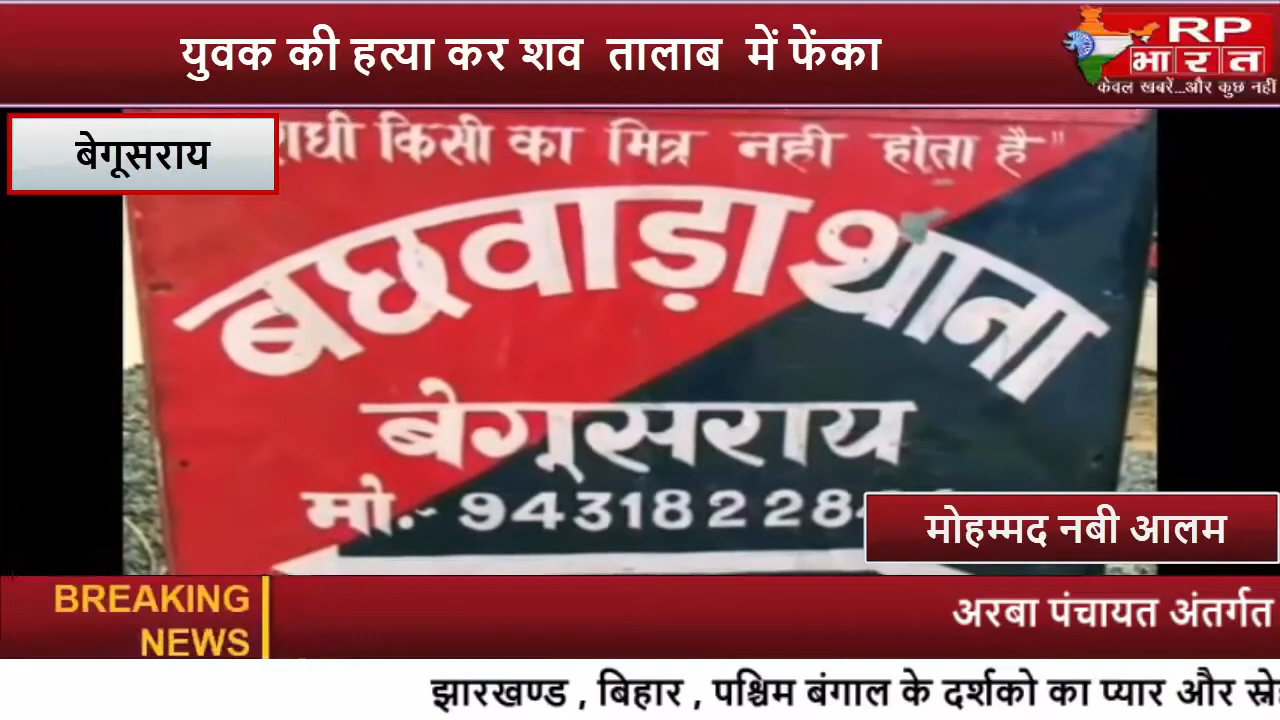 युवक की हत्या कर शव तालाब में फेंका
RP
भारत
केवल खबरें...और कुछ नहीं
बेगूसराय
किसी का मित्र नही होता है"
बछवाड़ा थाना
बेगूसराय
मो.- 943182284
मोहम्मद नबी आलम
BREAKING
NEWS
अरबा पंचायत अंतर्गत
झारखण्ड , बिहार , पश्चिम बंगाल के दर्शको का प्यार और